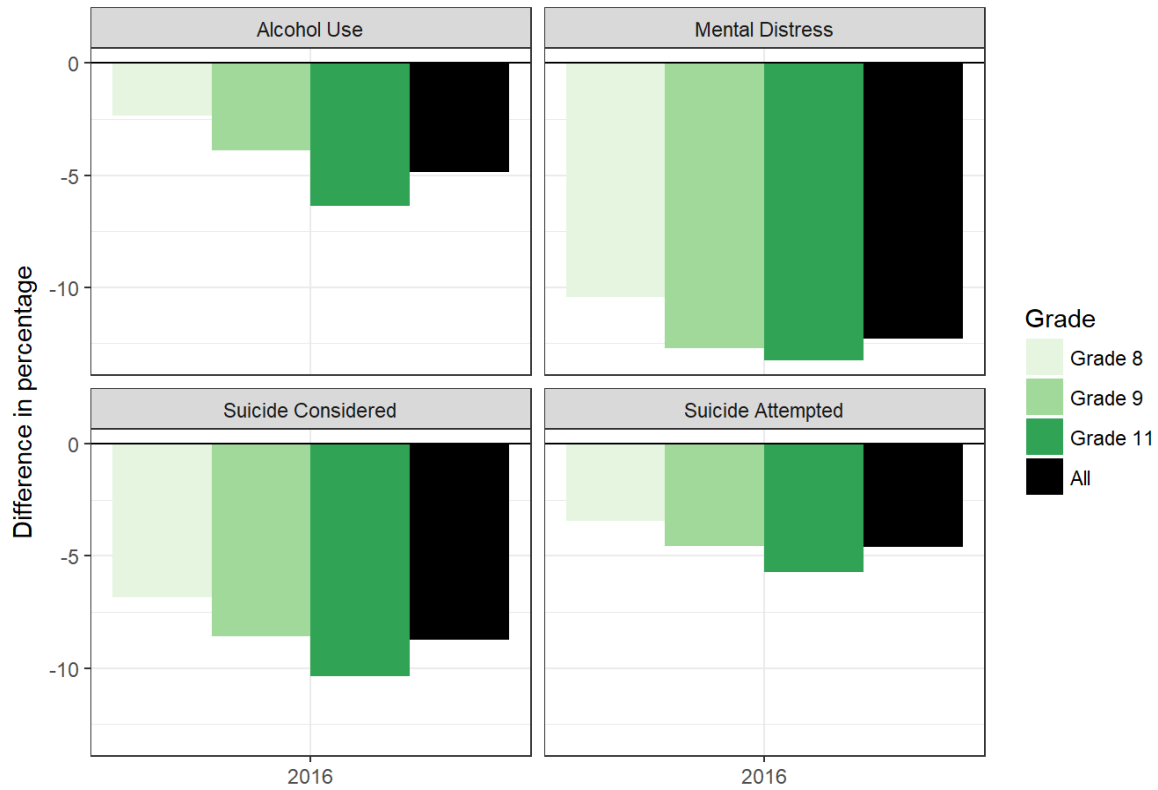 Alcohol Use
Mental Distress
0
-5
-10
Suicide Considered
Suicide Attempted
0
-5
-10
2016
2016
Difference in percentage
Grade
Grade 8
Grade 9
Grade 11
All